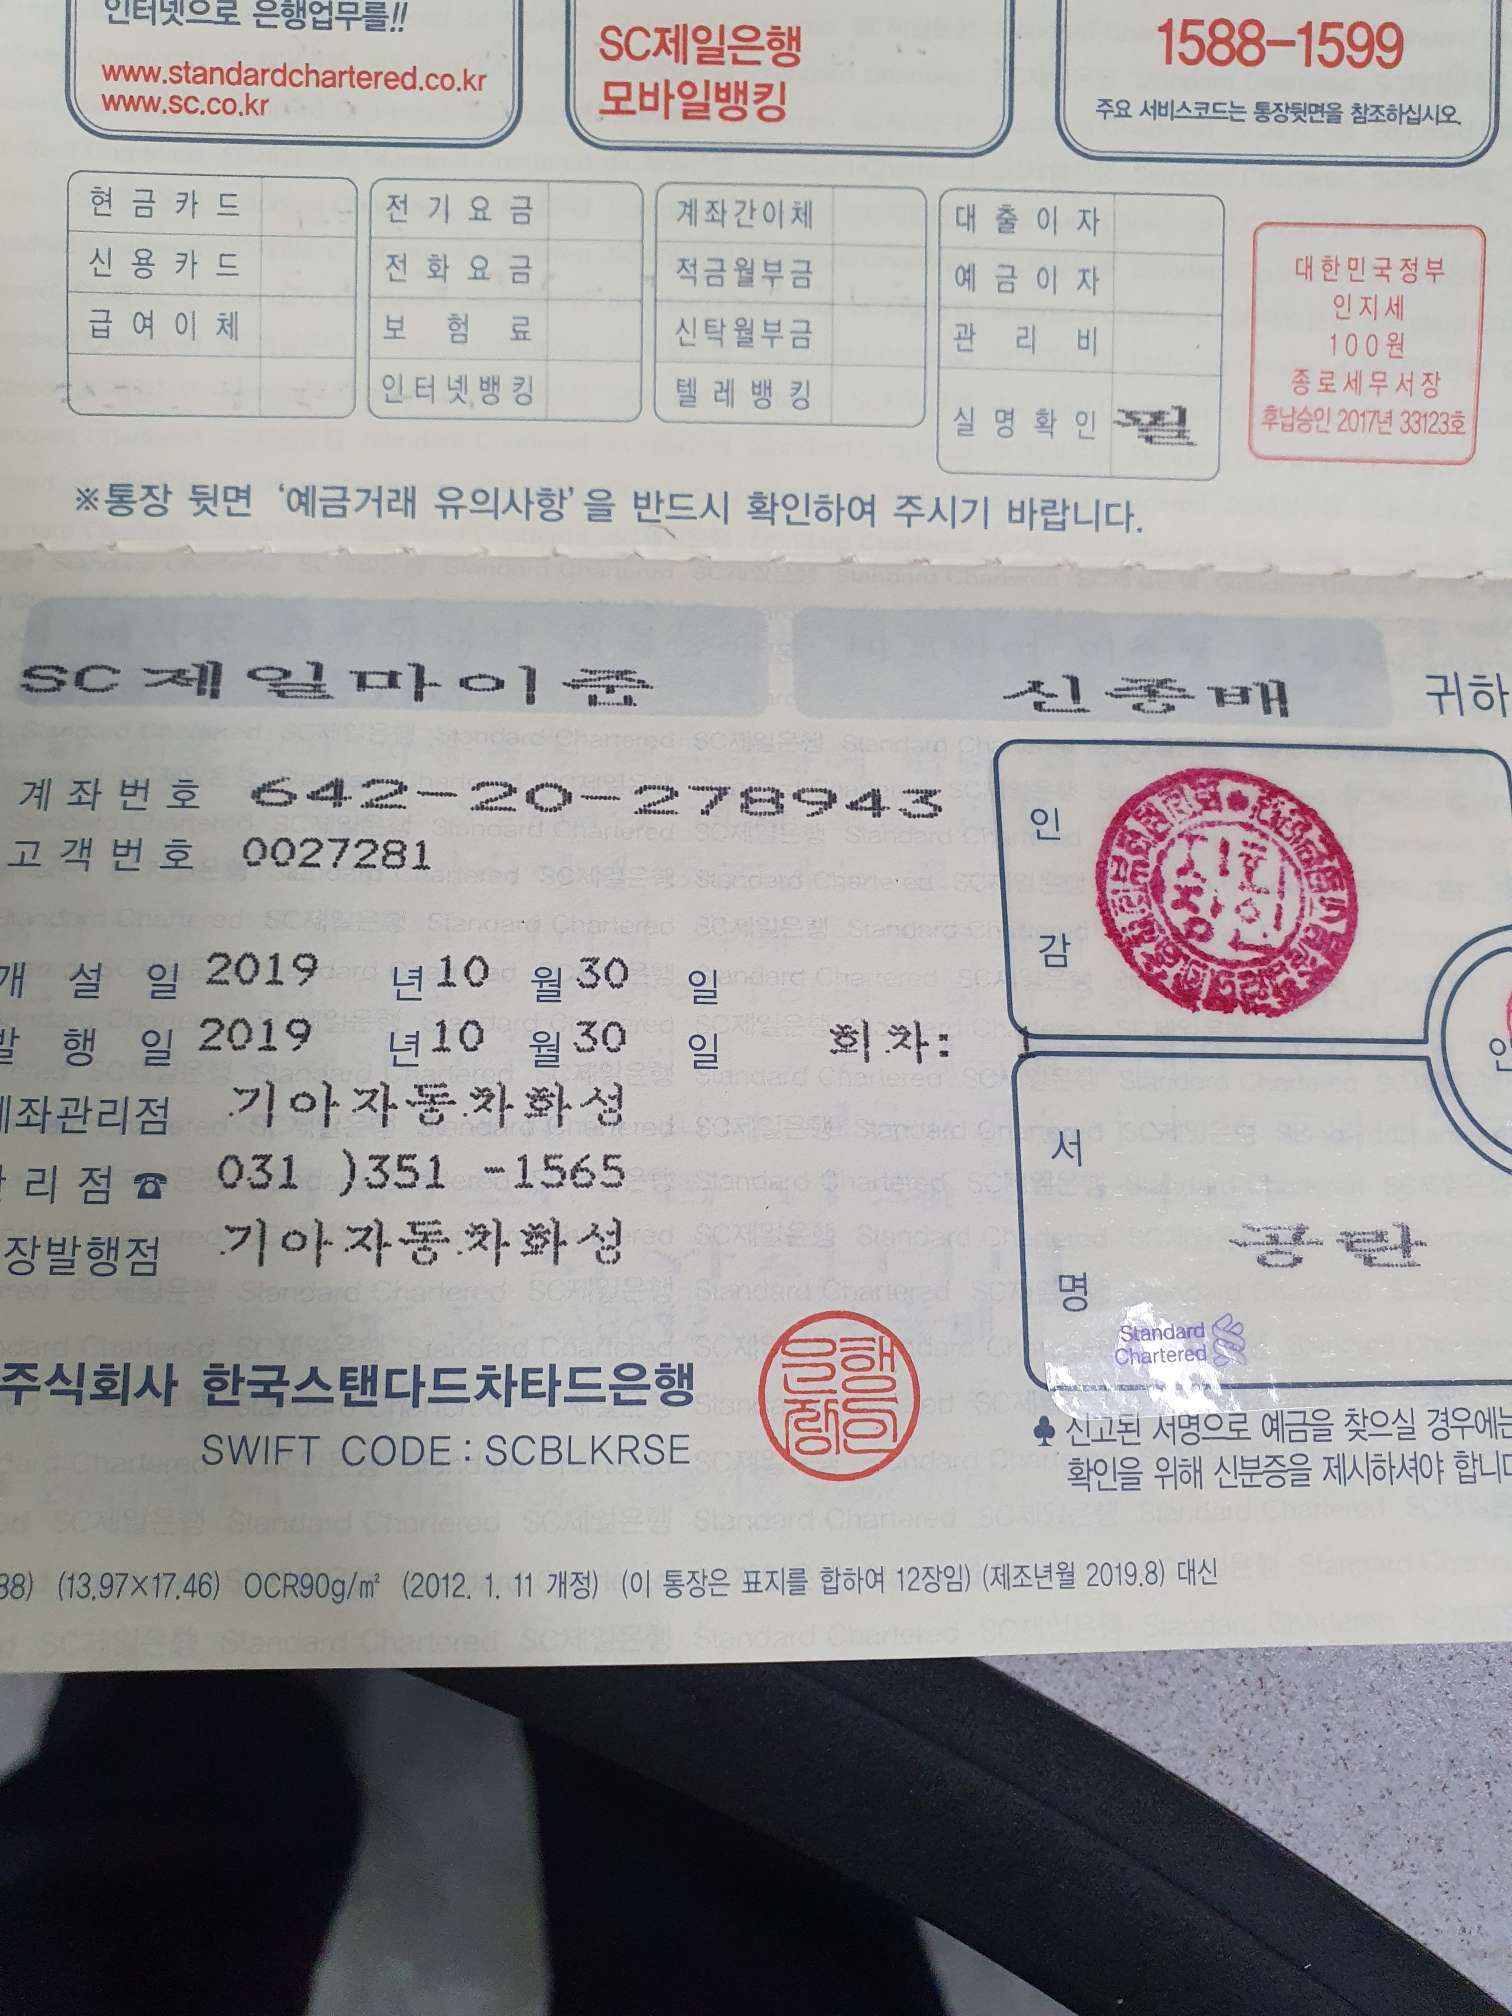 인터넷으로 은행업무를!!
www.standardchartered.co.kr
www.sc.co.kr
SC제일은행
모바일뱅킹
1588-1599
주요 서비스코드는 통장뒷면을 참조하십시오.
현금카드 전기요금 계좌간이체 대출이자
신용카드 전화요금 적금월부금 예금이자
급여이체 보험료 신탁월부금 관리비
인터넷뱅킹 텔레뱅킹 실명확인 필
대한민국정부
인지세
100원
종로세무서장
후납승인 2017년 33123호
※통장 뒷면 '예금거래 유의사항'을 반드시 확인하여 주시기 바랍니다.
SC제일마이줌 신종배 귀하
계좌번호 642-20-278943
고객번호 0027281
개설일 2019 년 10 월 30 일
발행일 2019 년 10 월 30 일 회차:
계좌관리점 기아자동차화성
관리점 ☎ 031 )351 -1565
장발행점 기아자동차화성
인감
서명
공란
Standard
Chartered
주식회사 한국스탠다드차타드은행
SWIFT CODE : SCBLKRSE
은행장의인
♣ 신고된 서명으로 예금을 찾으실 경우에는
확인을 위해 신분증을 제시하셔야 합니다
88) (13.97×17.46) OCR90g/㎡ (2012. 1. 11 개정) (이 통장은 표지를 합하여 12장임) (제조년월 2019.8) 대신